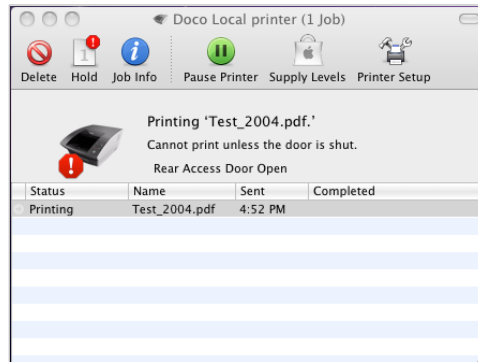 Doco Local printer (1 Job)
Delete Hold Job Info Pause Printer Supply Levels Printer Setup
Printing ‘Test_2004.pdf.’
Cannot print unless the door is shut.
Rear Access Door Open
Status Name Sent Completed
Printing Test_2004.pdf 4:52 PM